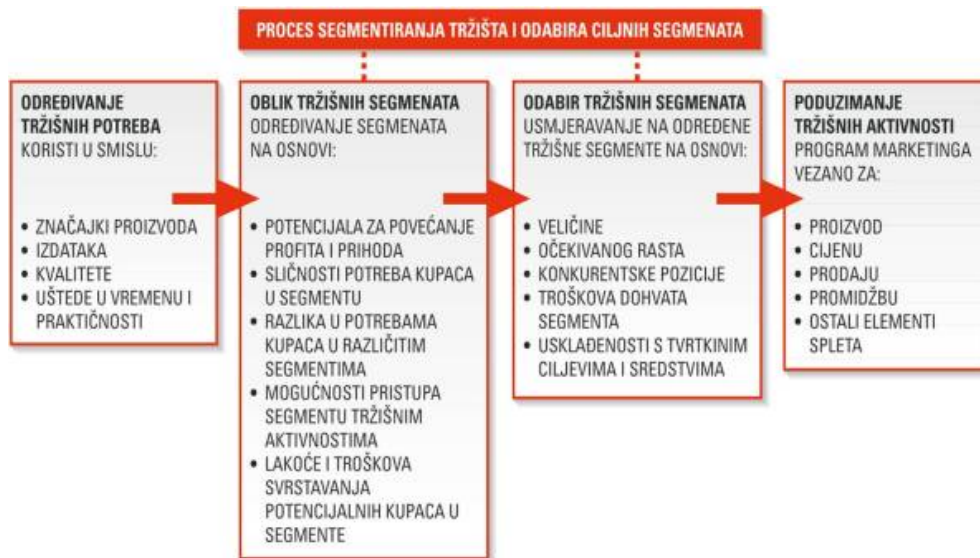 PROCES SEGMENTIRANJA TRŽIŠTA I ODABIRA CILJNIH SEGMENATA
ODREĐIVANJE
TRŽIŠNIH POTREBA
KORISTI U SMISLU:
• ZNAČAJKI PROIZVODA
• IZDATAKA
• KVALITETE
• UŠTEDE U VREMENU I
PRAKTIČNOSTI
OBLIK TRŽIŠNIH SEGMENATA
ODREĐIVANJE SEGMENATA
NA OSNOVI:
• POTENCIJALA ZA POVEĆANJE
PROFITA I PRIHODA
• SLIČNOSTI POTREBA KUPACA
U SEGMENTU
• RAZLIKA U POTREBAMA
KUPACA U RAZLIČITIM
SEGMENTIMA
• MOGUĆNOSTI PRISTUPA
SEGMENTU TRŽIŠNIM
AKTIVNOSTIMA
• LAKOĆE I TROŠKOVA
SVRSTAVANJA
POTENCIJALNIH KUPACA U
SEGMENTE
ODABIR TRŽIŠNIH SEGMENATA
USMJERAVANJE NA ODREĐENE
TRŽIŠNE SEGMENTE NA OSNOVI:
• VELIČINE
• OČEKIVANOG RASTA
• KONKURENTSKE POZICIJE
• TROŠKOVA DOHVATA
SEGMENTA
• USKLAĐENOSTI S TVRTKINIM
CILJEVIMA I SREDSTVIMA
PODUZIMANJE
TRŽIŠNIH AKTIVNOSTI
PROGRAM MARKETINGA
VEZANO ZA:
• PROIZVOD
• CIJENU
• PRODAJU
• PROMIDŽBU
• OSTALI ELEMENTI
SPLETA